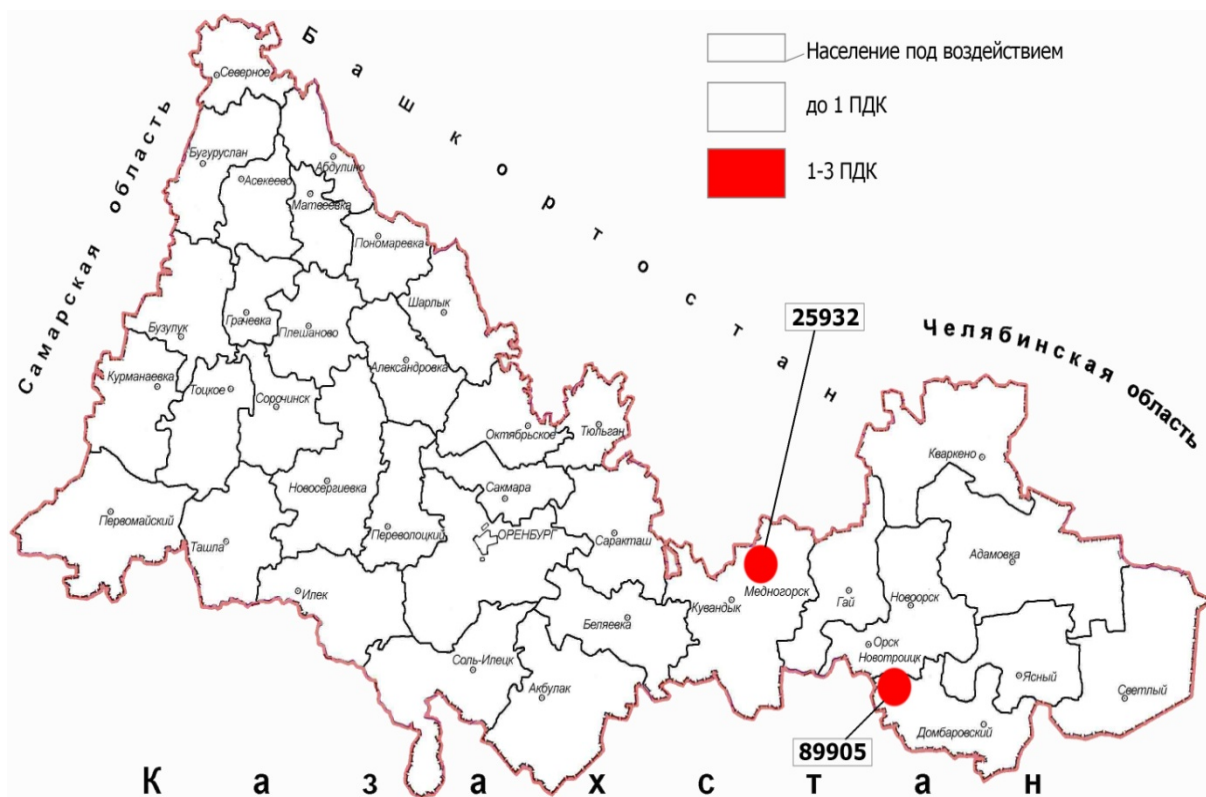 Башкортостан
Самарская область
Челябинская область
Казахстан
Население под воздействием
до 1 ПДК
1-3 ПДК
Северное
Бугуруслан
Абдулино
Асекеево
Матвеевка
Пономаревка
Шарлык
Грачевка
Плешаново
Бузулук
Александровка
Курманаевка
Тоцкое
Сорочинск
25932
Октябрьское
Тюльган
Кваркено
Новосергиевка
Сакмара
Первомайский
Переволоцкий
ОРЕНБУРГ
Саракташ
Ташла
Адамовка
Илек
Медногорск
Кувандык
Гай
Новоорск
Беляевка
Орск
Новотроицк
Соль-Илецк
Акбулак
Ясный
Светлый
Домбаровский
89905